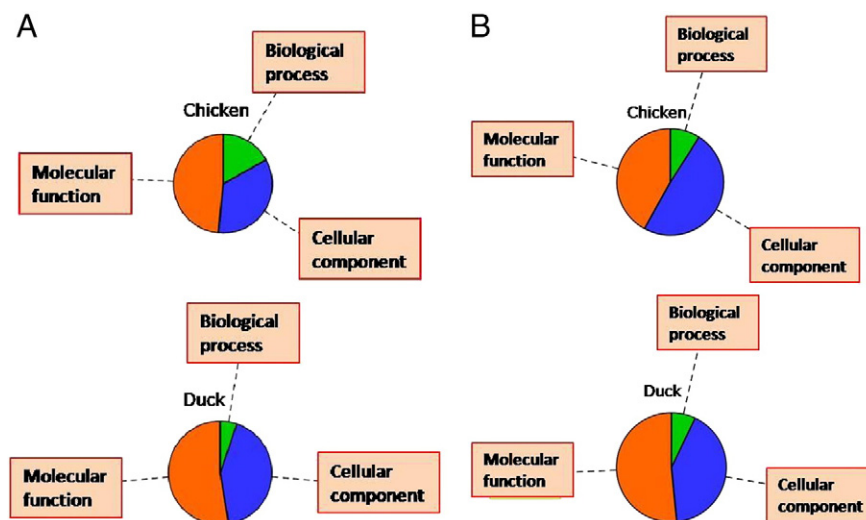 A
Biological
process
Chicken
Molecular
function
Cellular
component
Biological
process
Duck
Molecular
function
Cellular
component
B
Biological
process
Chicken
Molecular
function
Cellular
component
Biological
process
Duck
Molecular
function
Cellular
component